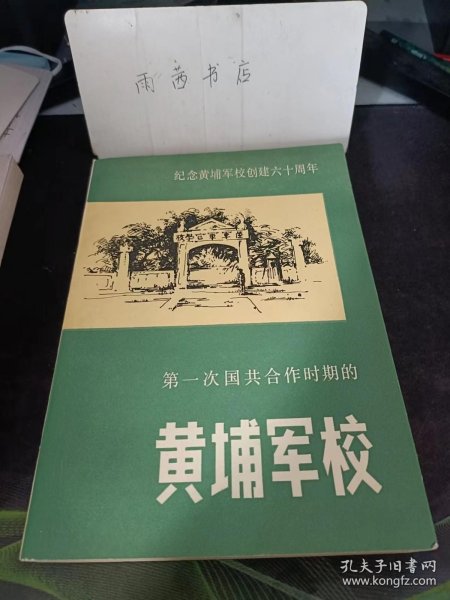 雨茜书店
纪念黄埔军校创建六十周年
第一次国共合作时期的
黄埔军校
孔夫子旧书网
www.kongfz.com